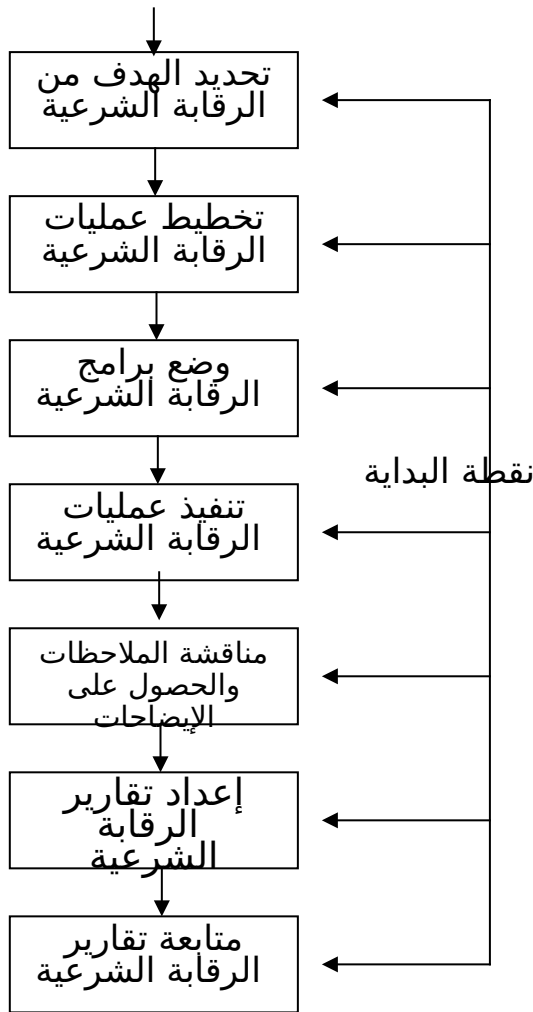 تحديد الهدف من
الرقابة الشرعية
تخطيط عمليات
الرقابة الشرعية
وضع برامج
الرقابة الشرعية
نقطة البداية
تنفيذ عمليات
الرقابة الشرعية
مناقشة الملاحظات
والحصول على
الإيضاحات
إعداد تقارير
الرقابة
الشرعية
متابعة تقارير
الرقابة الشرعية